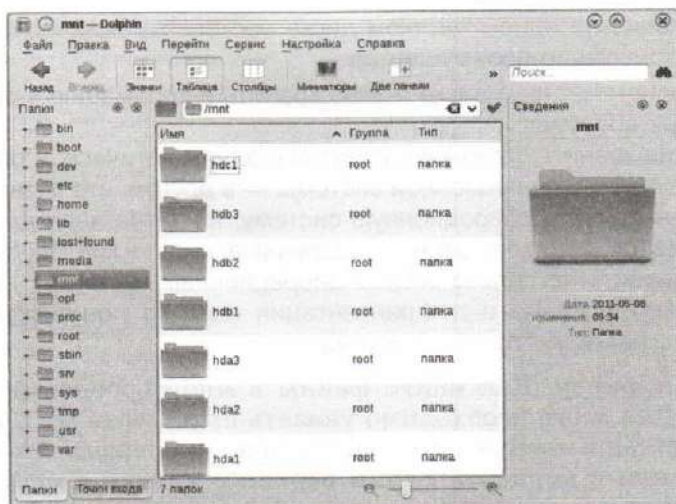 mnt — Dolphin
Файл Правка Вид Перейти Сервис Настройка Справка
Назад Вперед Значки Таблица Столбцы Миниатюры Две панели » Поиск...
Папки
bin
boot
dev
etc
home
lib
lost+found
media
mnt
opt
proc
root
sbin
srv
sys
tmp
usr
var
Папки Точки входа
/mnt
Имя Группа Тип
hdc1 root папка
hdb3 root папка
hdb2 root папка
hdb1 root папка
hda3 root папка
hda2 root папка
hda1 root папка
7 папок
Сведения
mnt
Дата 2011-05-08
изменения: 09:34
Тип: Папка